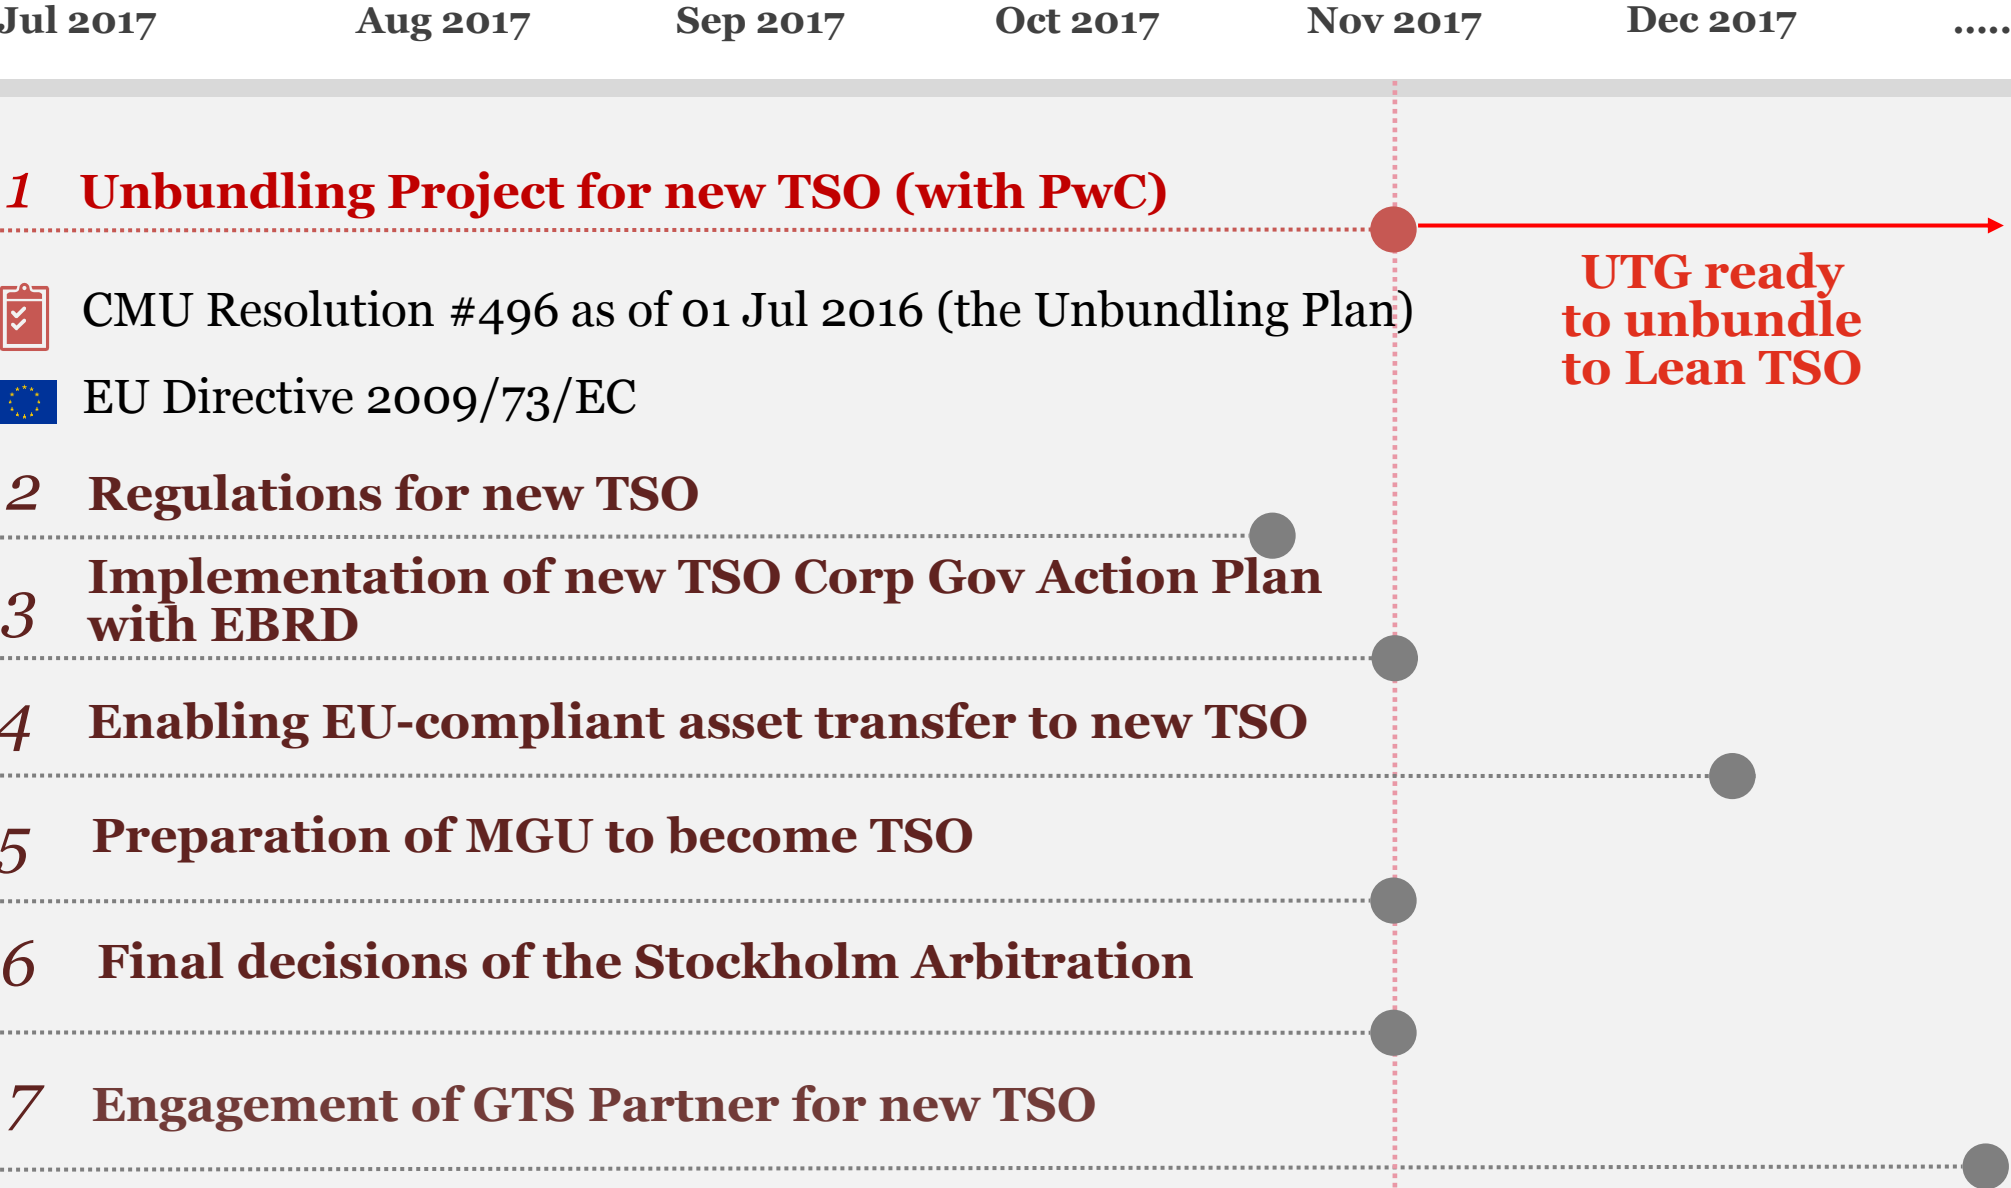 Jul 2017 Aug 2017 Sep 2017 Oct 2017 Nov 2017 Dec 2017 .....
1 Unbundling Project for new TSO (with PwC)
UTG ready
to unbundle
to Lean TSO
CMU Resolution #496 as of 01 Jul 2016 (the Unbundling Plan)
EU Directive 2009/73/EC
2 Regulations for new TSO
3 Implementation of new TSO Corp Gov Action Plan
with EBRD
4 Enabling EU-compliant asset transfer to new TSO
5 Preparation of MGU to become TSO
6 Final decisions of the Stockholm Arbitration
7 Engagement of GTS Partner for new TSO